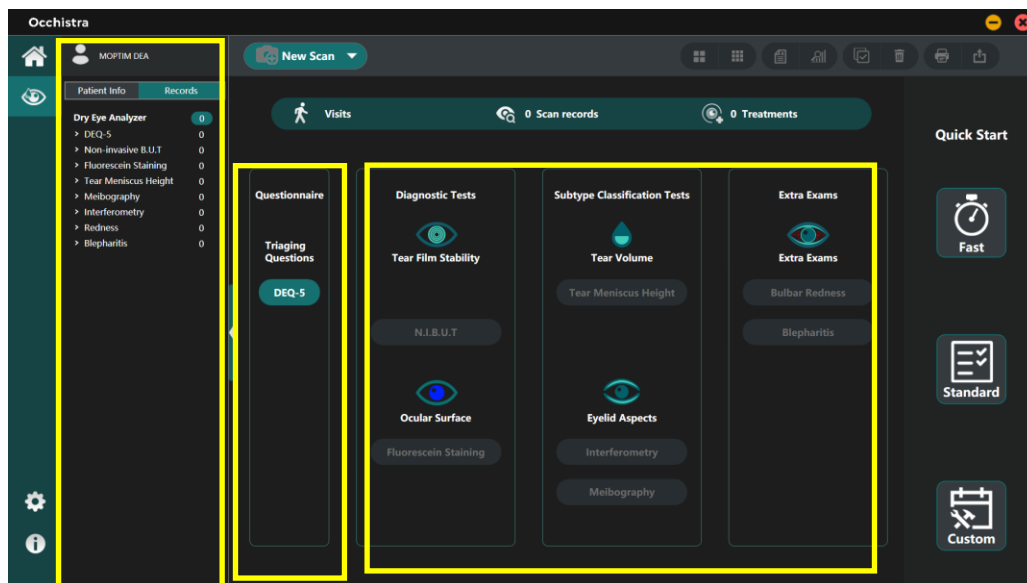 Occhistra
MOPTIM DEA
New Scan
Patient Info Records
Dry Eye Analyzer 0
> DEQ-5 0
> Non-invasive B.U.T 0
> Fluorescein Staining 0
> Tear Meniscus Height 0
> Meibography 0
> Interferometry 0
> Redness 0
> Blepharitis 0
Visits
0 Scan records
0 Treatments
Questionnaire
Triaging
Questions
DEQ-5
Diagnostic Tests
Tear Film Stability
N.I.B.U.T
Ocular Surface
Fluorescein Staining
Subtype Classification Tests
Tear Volume
Tear Meniscus Height
Eyelid Aspects
Interferometry
Meibography
Extra Exams
Extra Exams
Bulbar Redness
Blepharitis
Quick Start
Fast
Standard
Custom